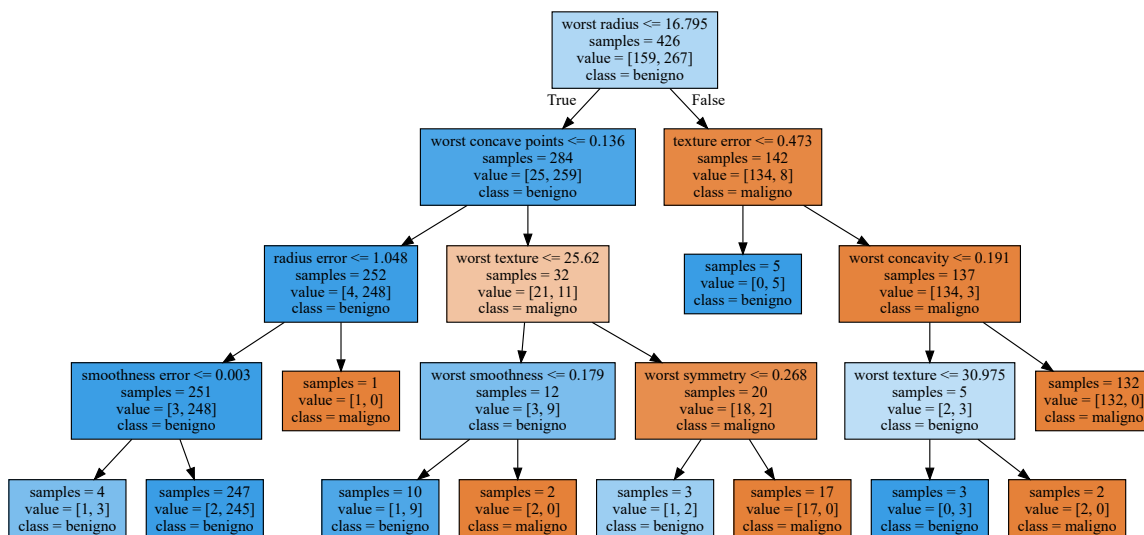 worst radius <= 16.795
samples = 426
value = [159, 267]
class = benigno
True
False
worst concave points <= 0.136
samples = 284
value = [25, 259]
class = benigno
texture error <= 0.473
samples = 142
value = [134, 8]
class = maligno
radius error <= 1.048
samples = 252
value = [4, 248]
class = benigno
worst texture <= 25.62
samples = 32
value = [21, 11]
class = maligno
samples = 5
value = [0, 5]
class = benigno
worst concavity <= 0.191
samples = 137
value = [134, 3]
class = maligno
smoothness error <= 0.003
samples = 251
value = [3, 248]
class = benigno
samples = 1
value = [1, 0]
class = maligno
worst smoothness <= 0.179
samples = 12
value = [3, 9]
class = benigno
worst symmetry <= 0.268
samples = 20
value = [18, 2]
class = maligno
worst texture <= 30.975
samples = 5
value = [2, 3]
class = benigno
samples = 132
value = [132, 0]
class = maligno
samples = 4
value = [1, 3]
class = benigno
samples = 247
value = [2, 245]
class = benigno
samples = 10
value = [1, 9]
class = benigno
samples = 2
value = [2, 0]
class = maligno
samples = 3
value = [1, 2]
class = benigno
samples = 17
value = [17, 0]
class = maligno
samples = 3
value = [0, 3]
class = benigno
samples = 2
value = [2, 0]
class = maligno